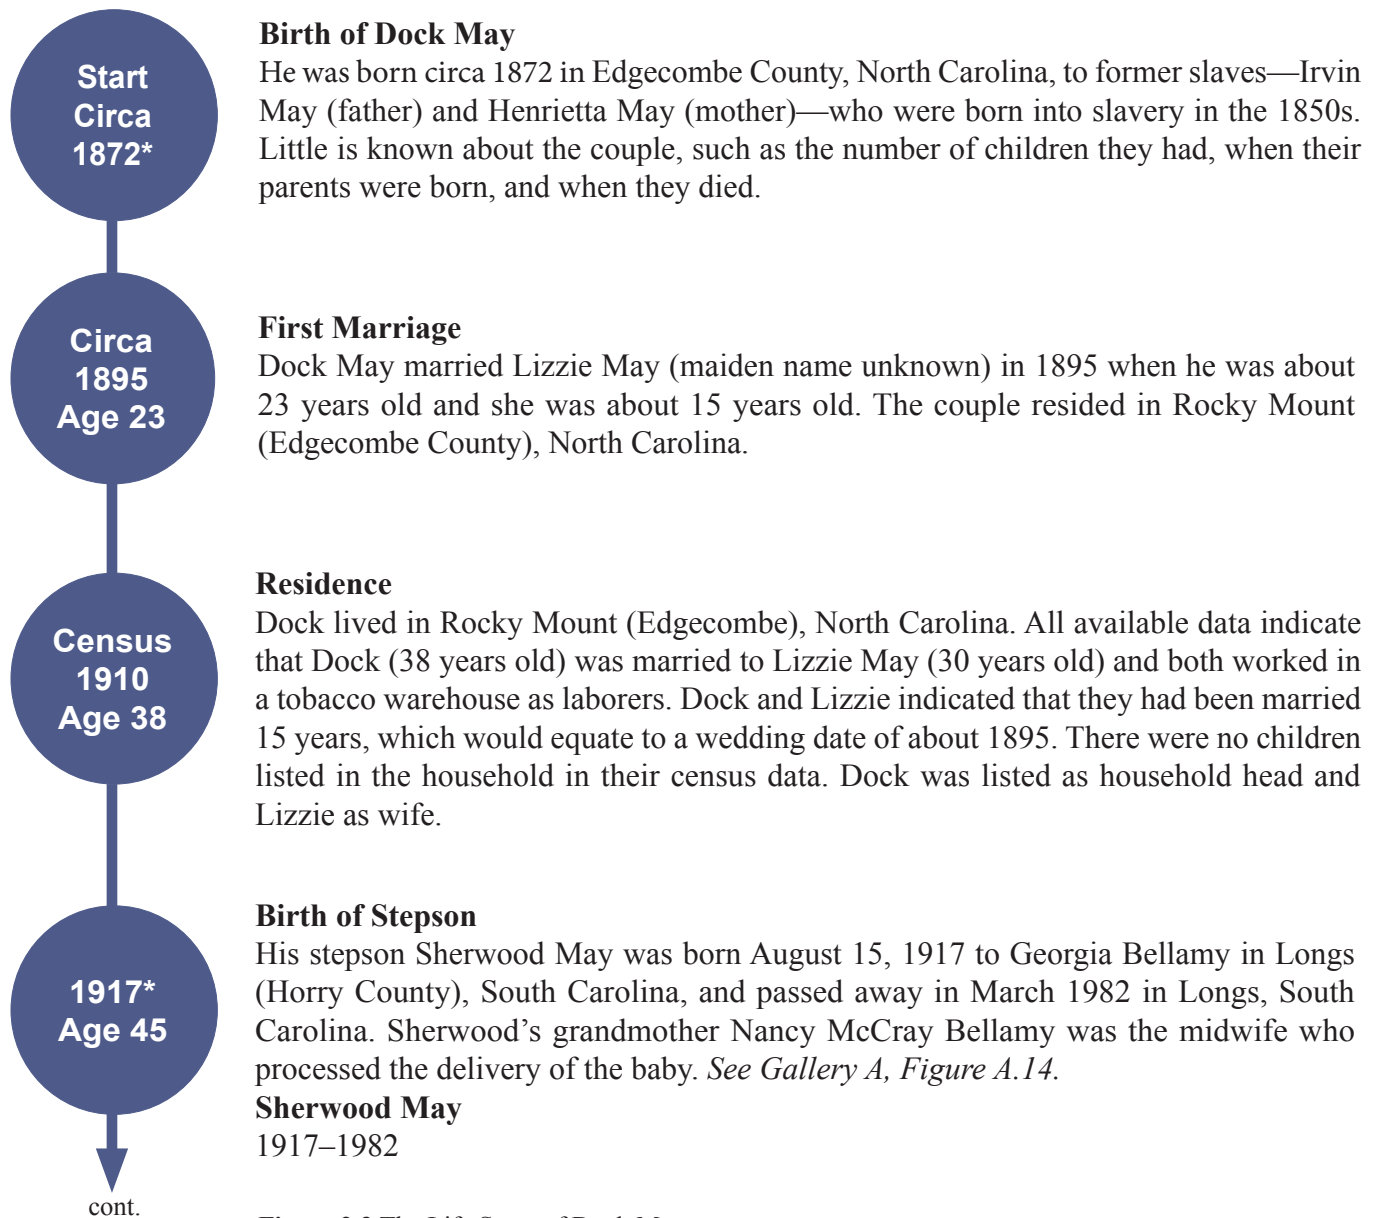 Start
Circa
1872*
Birth of Dock May
He was born circa 1872 in Edgecombe County, North Carolina, to former slaves—Irvin
May (father) and Henrietta May (mother)—who were born into slavery in the 1850s.
Little is known about the couple, such as the number of children they had, when their
parents were born, and when they died.
Circa
1895
Age 23
First Marriage
Dock May married Lizzie May (maiden name unknown) in 1895 when he was about
23 years old and she was about 15 years old. The couple resided in Rocky Mount
(Edgecombe County), North Carolina.
Census
1910
Age 38
Residence
Dock lived in Rocky Mount (Edgecombe), North Carolina. All available data indicate
that Dock (38 years old) was married to Lizzie May (30 years old) and both worked in
a tobacco warehouse as laborers. Dock and Lizzie indicated that they had been married
15 years, which would equate to a wedding date of about 1895. There were no children
listed in the household in their census data. Dock was listed as household head and
Lizzie as wife.
1917*
Age 45
Birth of Stepson
His stepson Sherwood May was born August 15, 1917 to Georgia Bellamy in Longs
(Horry County), South Carolina, and passed away in March 1982 in Longs, South
Carolina. Sherwood’s grandmother Nancy McCray Bellamy was the midwife who
processed the delivery of the baby. See Gallery A, Figure A.14.
Sherwood May
1917–1982
cont.